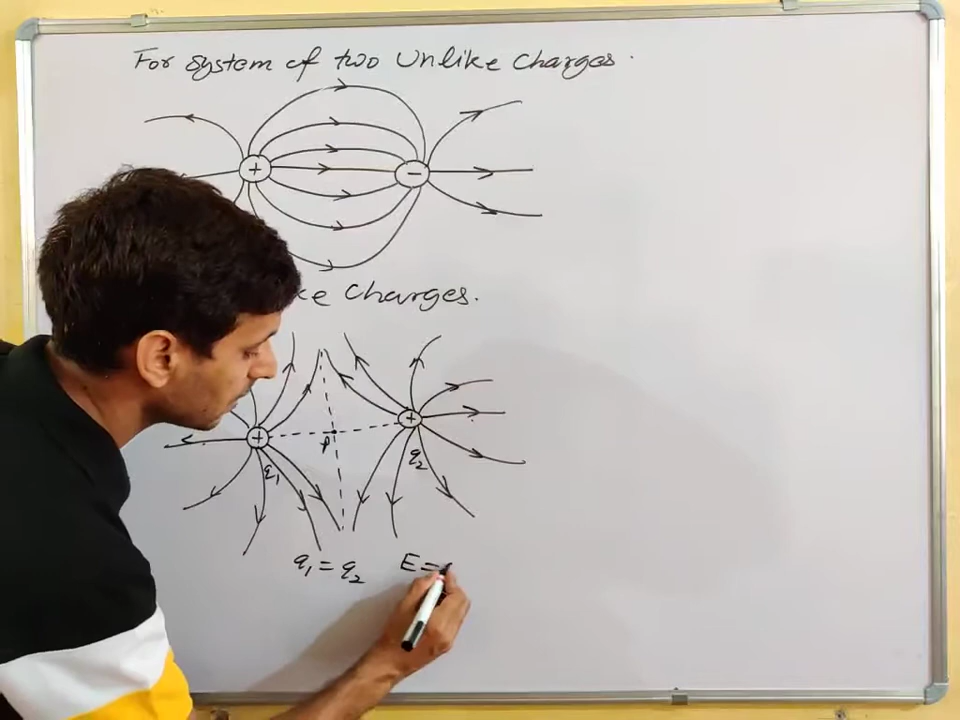 For system of two Unlike Charges.
+
−
Charges.
+
+
P
q1
q2
q1 = q2 E =